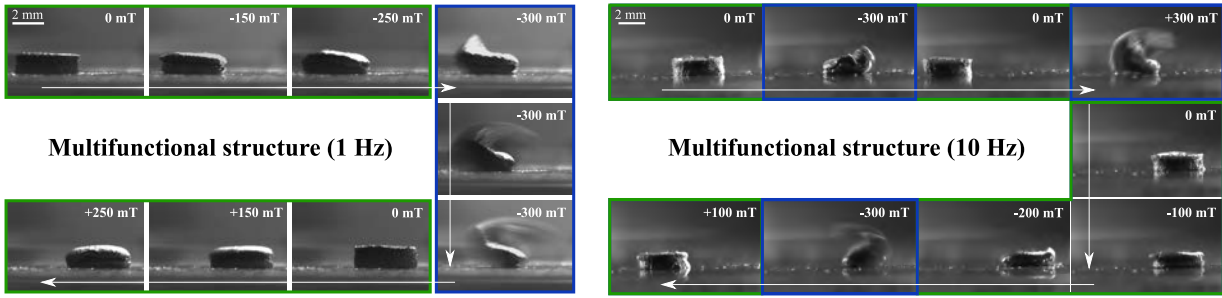 2 mm
0 mT
-150 mT
-250 mT
-300 mT
-300 mT
Multifunctional structure (1 Hz)
+250 mT
+150 mT
0 mT
-300 mT
2 mm
0 mT
-300 mT
0 mT
+300 mT
Multifunctional structure (10 Hz)
0 mT
+100 mT
-300 mT
-200 mT
-100 mT